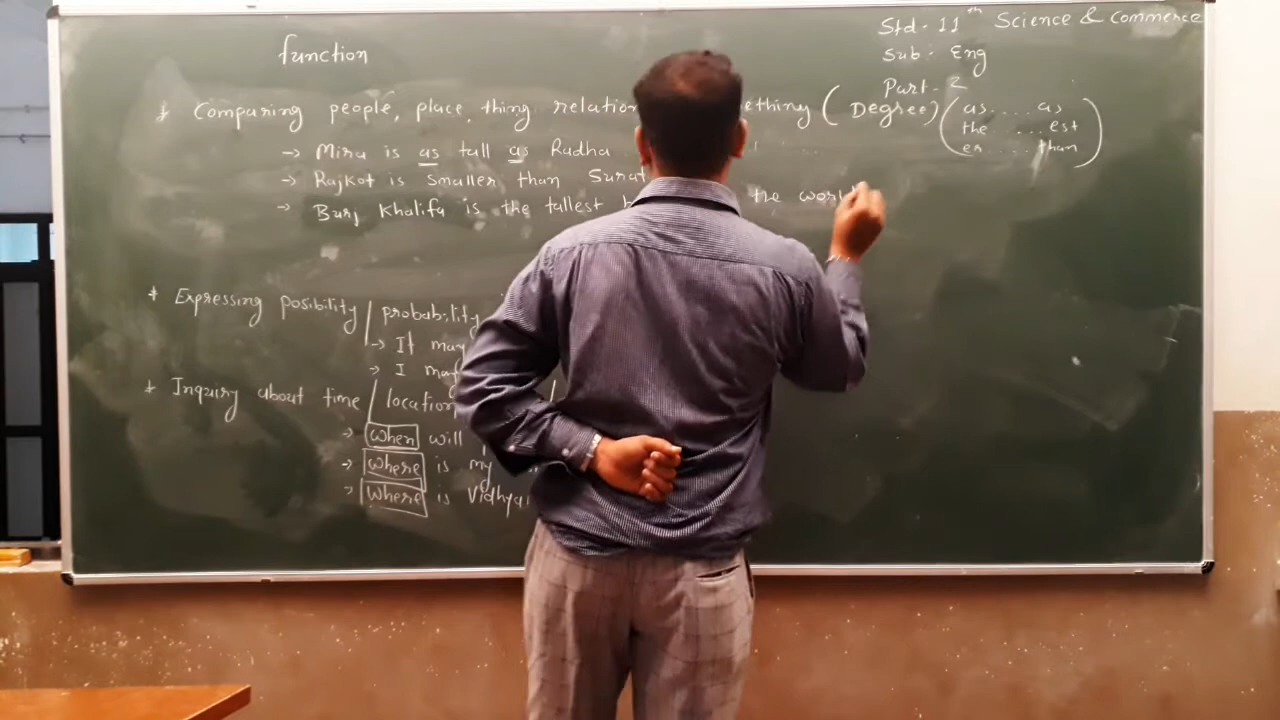 Std - 11th Science & Commerce
Sub : Eng
Part - 2
function
* Comparing people, place, thing relation ething (Degree) (as .... as
the .... est
er .... than)
→ Mira is as tall as Radha
→ Rajkot is smaller than Surat
→ Burj Khalifa is the tallest the world
* Expressing posibility / probability
→ It may
→ I may
* Inquiry about time / location
→ when will
→ where is my
→ where is Vidhya